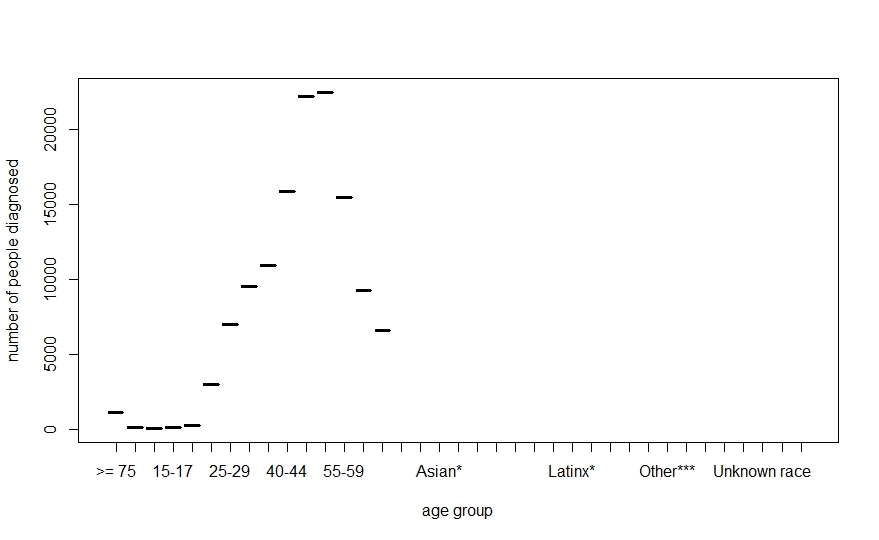 number of people diagnosed
20000
15000
10000
5000
0
>= 75 15-17 25-29 40-44 55-59 Asian* Latinx* Other*** Unknown race
age group